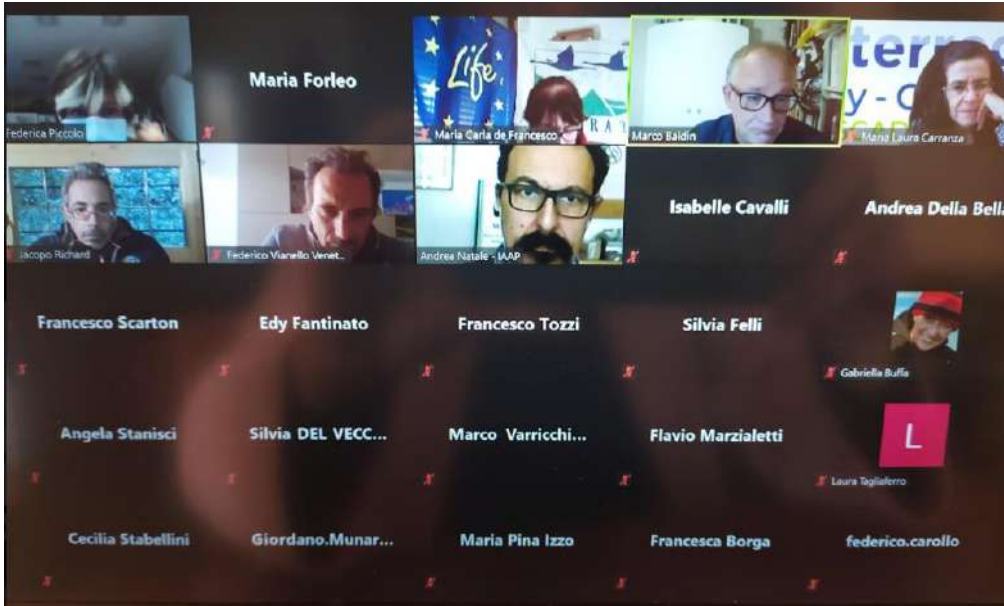 Federica Piccolo
Maria Forleo
Life
Maria Carla de Francesco
Marco Baldin
terre
y - C
Maria Laura Carranza
Jacopo Richard
Federico Vianello Venet...
Andrea Natale - IAAP
Isabelle Cavalli
Andrea Della Bell
Francesco Scarton
Edy Fantinato
Francesco Tozzi
Silvia Felli
Gabriella Buffa
Angela Stanisci
Silvia DEL VECC...
Marco Varricchi...
Flavio Marzialetti
L
Laura Tagliaferro
Cecilia Stabellini
Giordano.Munar...
Maria Pina Izzo
Francesca Borga
federico.carollo